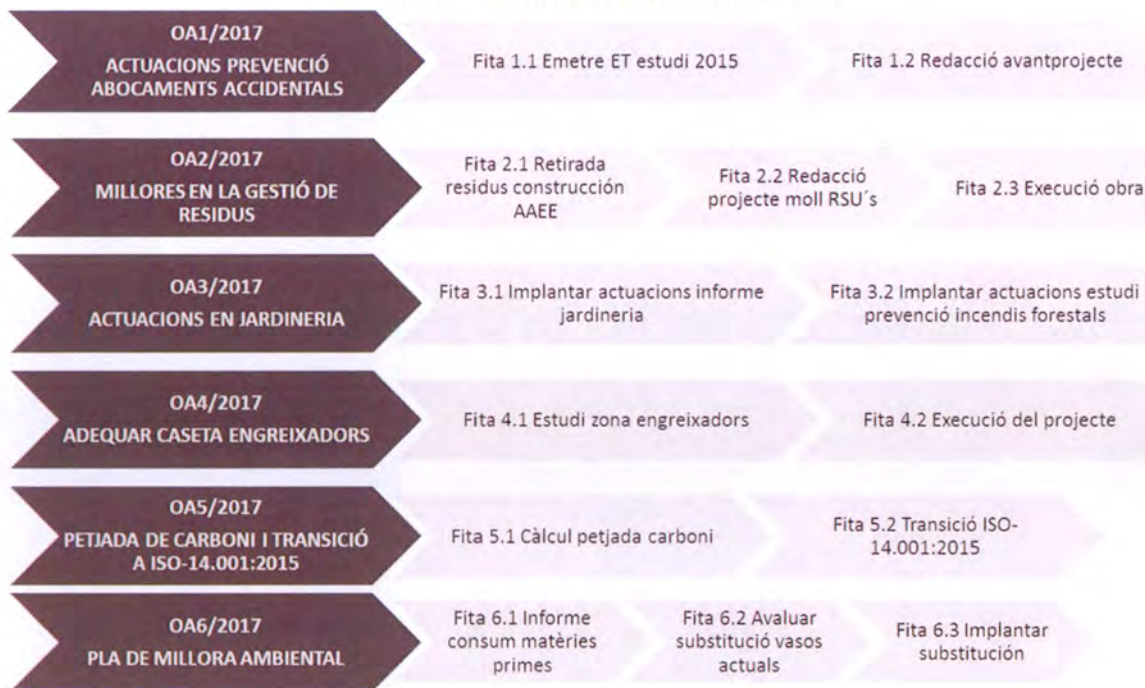 OA1/2017
ACTUACIONS PREVENCIÓ
ABOCAMENTS ACCIDENTALS
Fita 1.1 Emetre ET estudi 2015
Fita 1.2 Redacció avantprojecte
OA2/2017
MILLORES EN LA GESTIÓ DE
RESIDUS
Fita 2.1 Retirada
residus construcción
AAEE
Fita 2.2 Redacció
projecte moll RSU´s
Fita 2.3 Execució obra
OA3/2017
ACTUACIONS EN JARDINERIA
Fita 3.1 Implantar actuacions informe
jardineria
Fita 3.2 Implantar actuacions estudi
prevenció incendis forestals
OA4/2017
ADEQUAR CASETA ENGREIXADORS
Fita 4.1 Estudi zona engreixadors
Fita 4.2 Execució del projecte
OA5/2017
PETJADA DE CARBONI I TRANSICIÓ
A ISO-14.001:2015
Fita 5.1 Càlcul petjada carboni
Fita 5.2 Transició ISO-
14.001:2015
OA6/2017
PLA DE MILLORA AMBIENTAL
Fita 6.1 Informe
consum matèries
primes
Fita 6.2 Avaluar
substitució vasos
actuals
Fita 6.3 Implantar
substitución